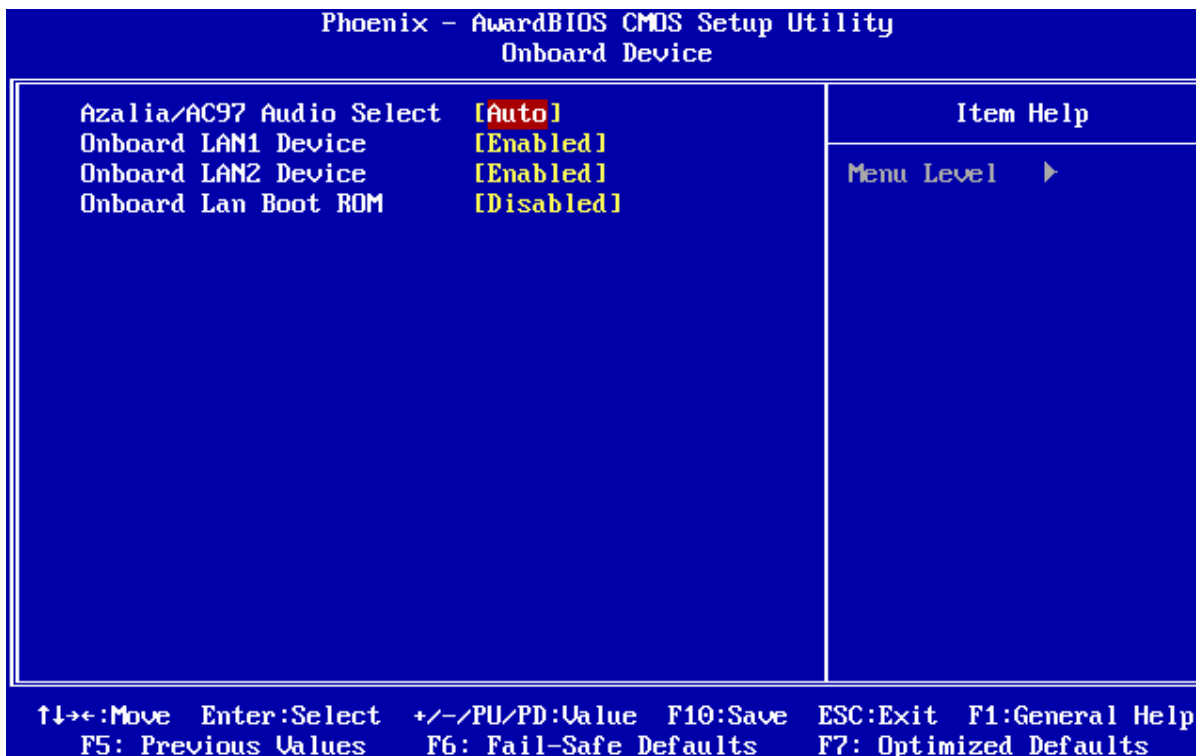 Phoenix - AwardBIOS CMOS Setup Utility
Onboard Device
Azalia/AC97 Audio Select [Auto]
Onboard LAN1 Device [Enabled]
Onboard LAN2 Device [Enabled]
Onboard Lan Boot ROM [Disabled]
Item Help
Menu Level ▶
↑↓→←:Move Enter:Select +/-/PU/PD:Value F10:Save ESC:Exit F1:General Help
F5: Previous Values F6: Fail-Safe Defaults F7: Optimized Defaults